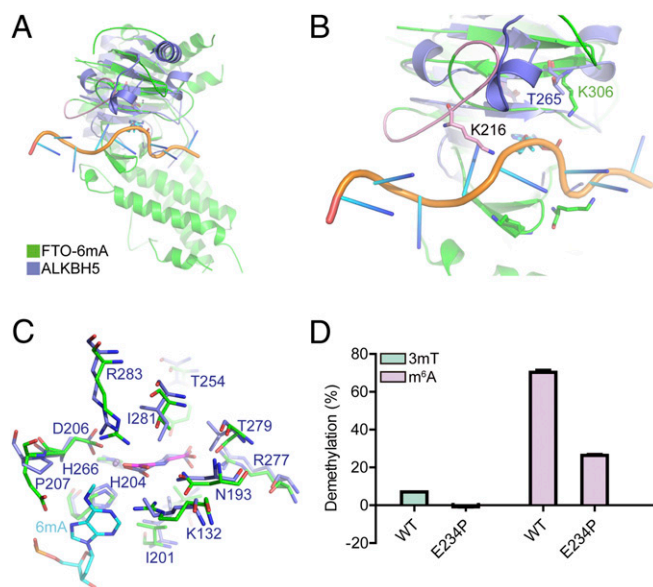 A
B
T265
K306
K216
FTO-6mA
ALKBH5
C
D
R283
T254
I281
T279
D206
R277
H266
P207
H204
N193
K132
6mA
I201
3mT
m⁶A
80
60
40
20
0
-20
Demethylation (%)
WT
E234P
WT
E234P